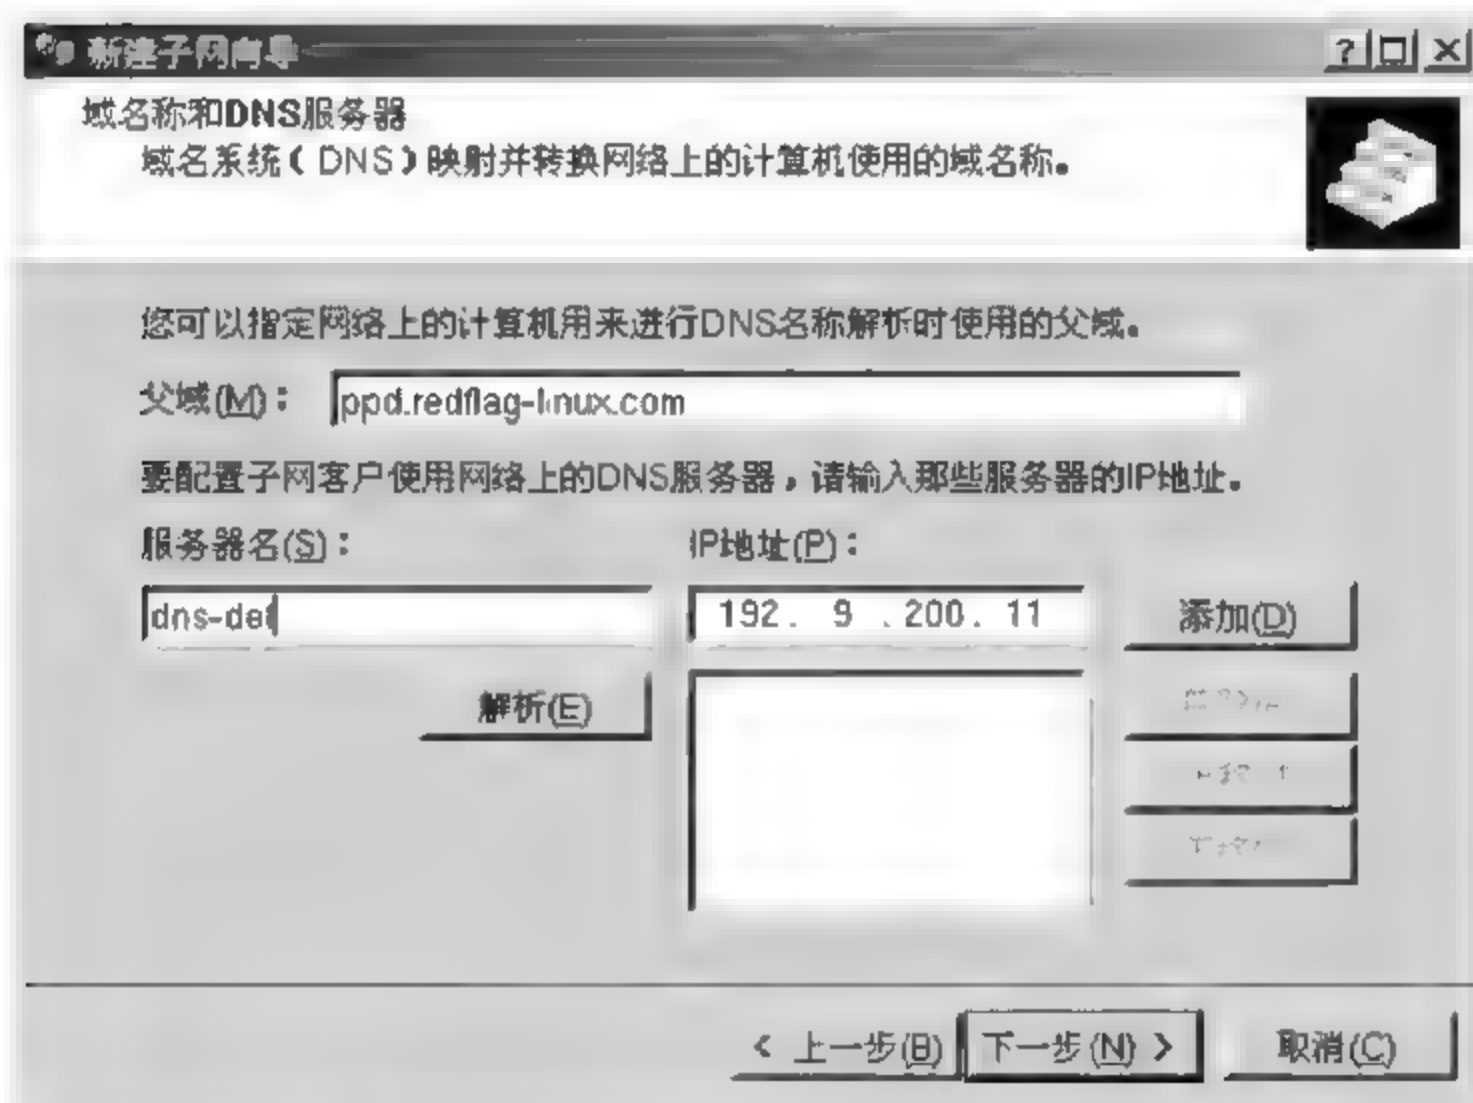 新建子网向导
域名称和DNS服务器
域名系统(DNS)映射并转换网络上的计算机使用的域名称。
您可以指定网络上的计算机用来进行DNS名称解析时使用的父域。
父域(M)： ppd.redflag-linux.com
要配置子网客户使用网络上的DNS服务器，请输入那些服务器的IP地址。
服务器名(S)： IP地址(P)：
192. 9 .200. 11 添加(D)
解析(E)
< 上一步(B) 下一步(N) > 取消(C)